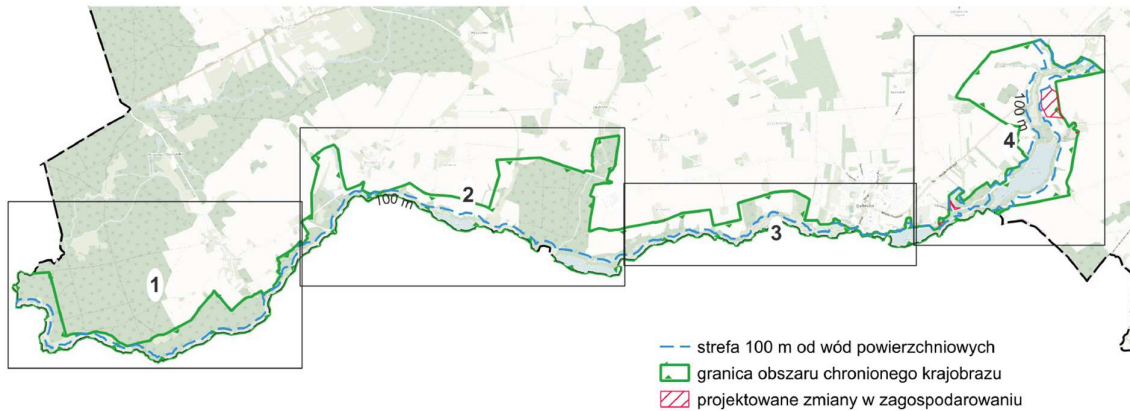 100 m
4
2
100 m
3
1
strefa 100 m od wód powierzchniowych
granica obszaru chronionego krajobrazu
projektowane zmiany w zagospodarowaniu